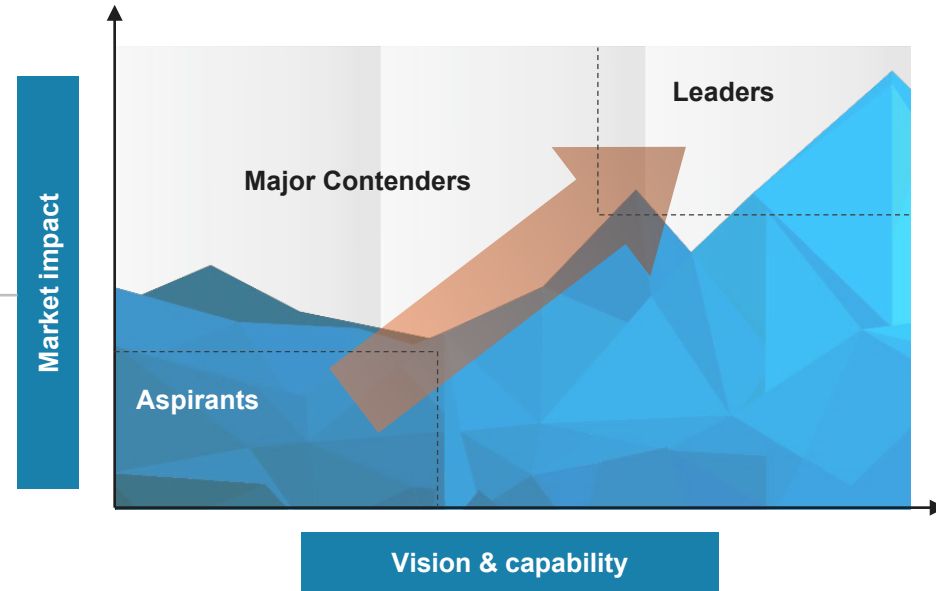 Leaders
Major Contenders
Market impact
Aspirants
Vision & capability